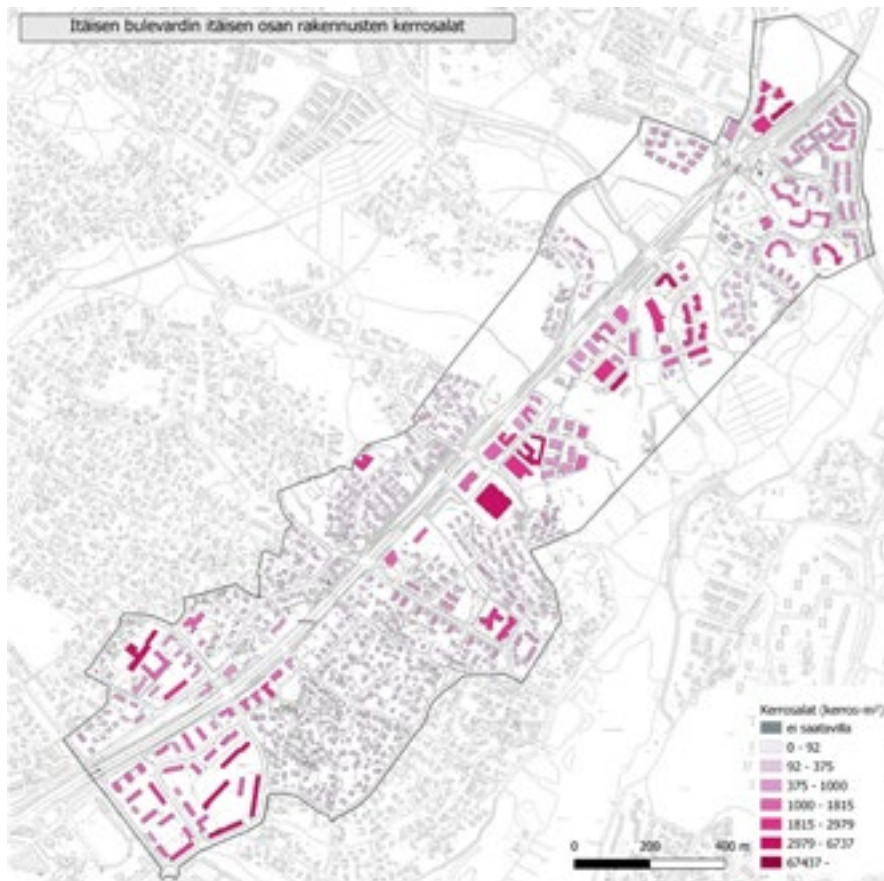 Itäisen bulevardin itäisen osan rakennusten kerrosalat
Kerrosalat (kerros-m²)
ei saatavilla
0 - 92
92 - 375
375 - 1000
1000 - 1815
1815 - 2979
2979 - 6737
67437 -
0 200 400 m